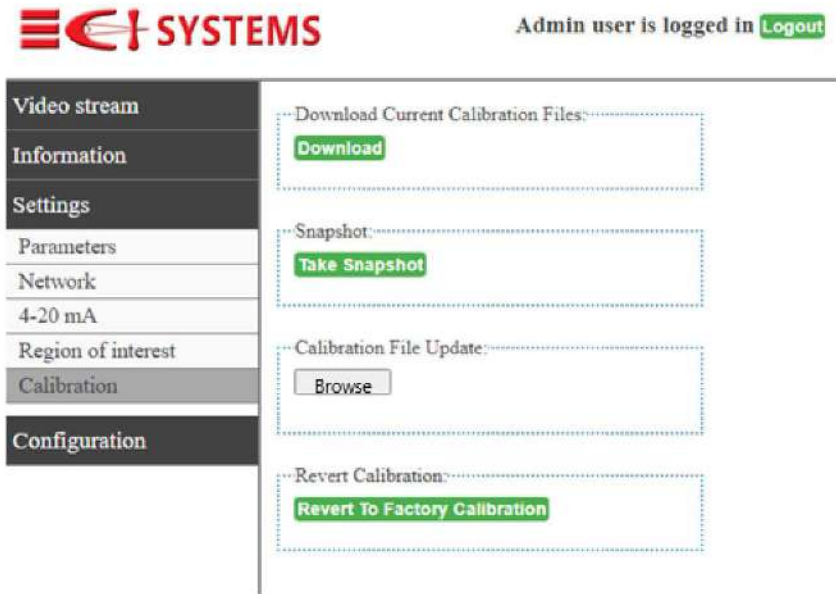 ECI SYSTEMS
Admin user is logged in Logout
Video stream
Information
Settings
Parameters
Network
4-20 mA
Region of interest
Calibration
Configuration
Download Current Calibration Files:
Download
Snapshot:
Take Snapshot
Calibration File Update:
Browse
Revert Calibration:
Revert To Factory Calibration